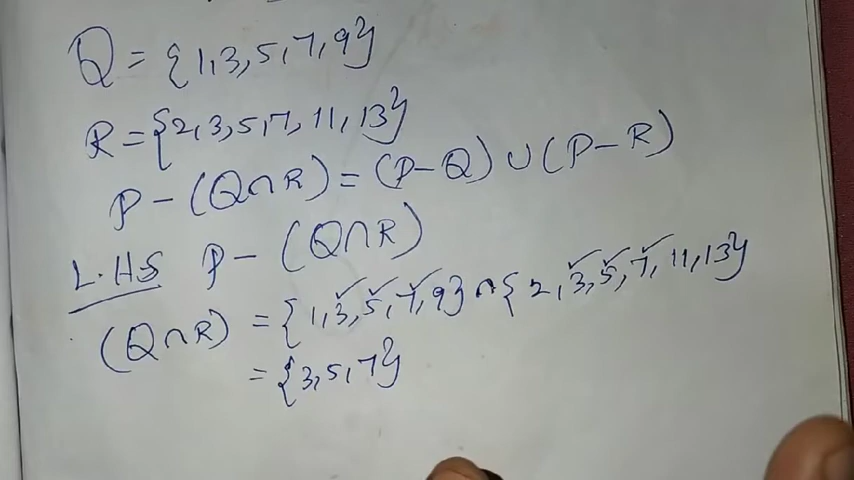 Q = {1,3,5,7,9}
R = {2,3,5,7,11,13}
P - (Q∩R) = (P-Q) ∪ (P-R)
L.HS P - (Q∩R)
(Q∩R) = {1,3,5,7,9} ∩ {2,3,5,7,11,13}
= {3,5,7}